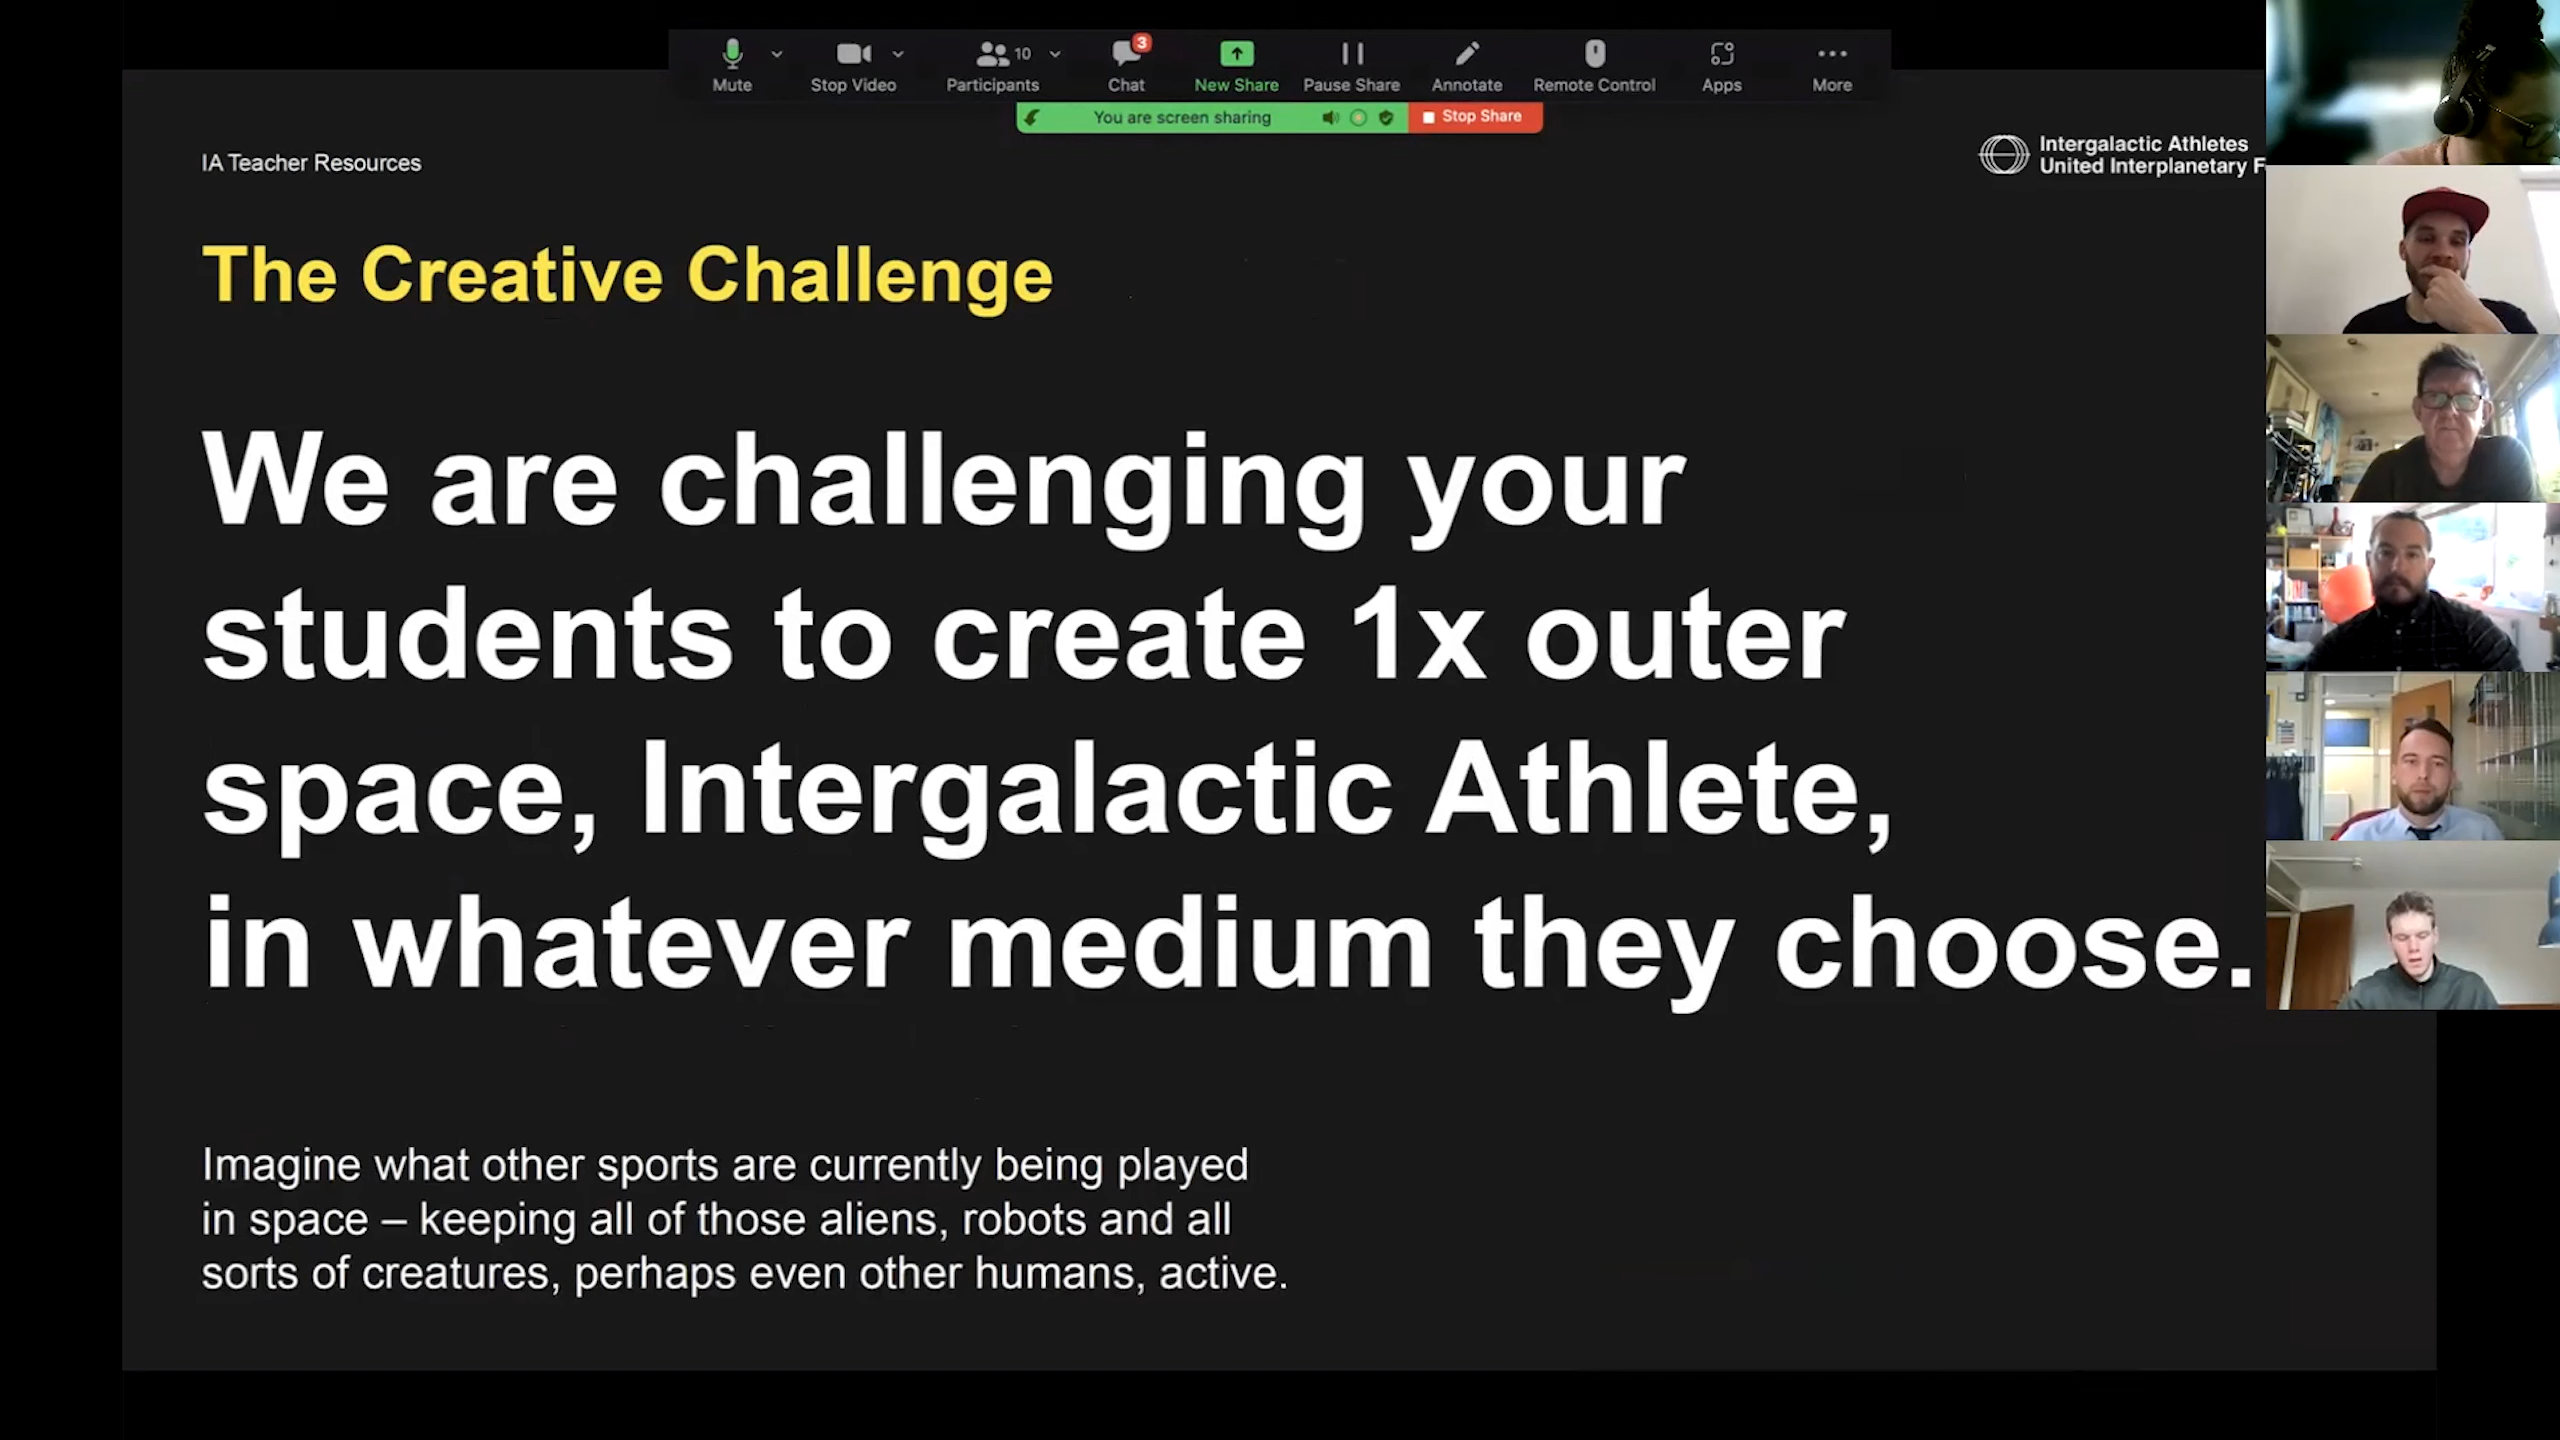 3
10
Mute
Stop Video
Participants
Chat
New Share
Pause Share
Annotate
Remote Control
Apps
More
You are screen sharing
Stop Share
IA Teacher Resources
Intergalactic Athletes
United Interplanetary
The Creative Challenge
We are challenging your
students to create 1x outer
space, Intergalactic Athlete,
in whatever medium they choose.
Imagine what other sports are currently being played
in space – keeping all of those aliens, robots and all
sorts of creatures, perhaps even other humans, active.